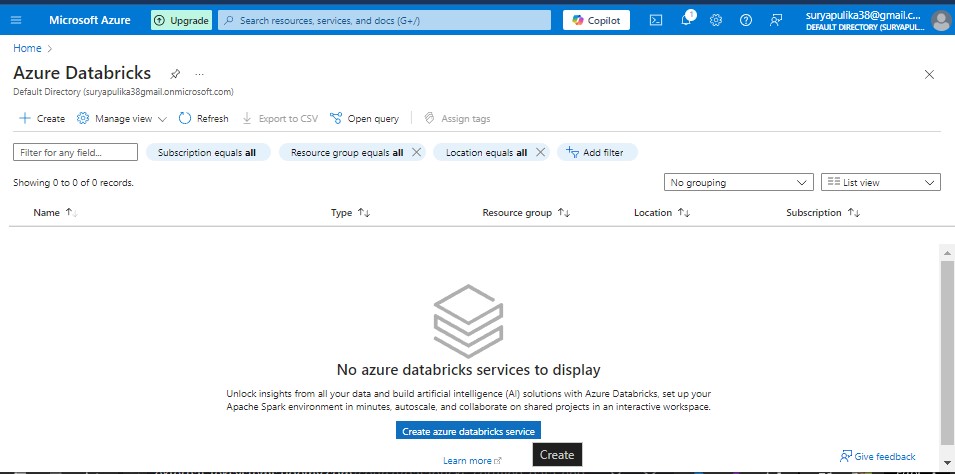 Microsoft Azure
Upgrade
Search resources, services, and docs (G+/)
Copilot
1
suryapulika38@gmail.c...
DEFAULT DIRECTORY (SURYAPUL...
Home >
Azure Databricks
...
Default Directory (suryapulika38gmail.onmicrosoft.com)
+ Create
Manage view
Refresh
Export to CSV
Open query
Assign tags
Filter for any field...
Subscription equals all
Resource group equals all
Location equals all
Add filter
Showing 0 to 0 of 0 records.
No grouping
List view
Name
Type
Resource group
Location
Subscription
No azure databricks services to display
Unlock insights from all your data and build artificial intelligence (AI) solutions with Azure Databricks, set up your
Apache Spark environment in minutes, autoscale, and collaborate on shared projects in an interactive workspace.
Create azure databricks service
Create
Learn more
Give feedback